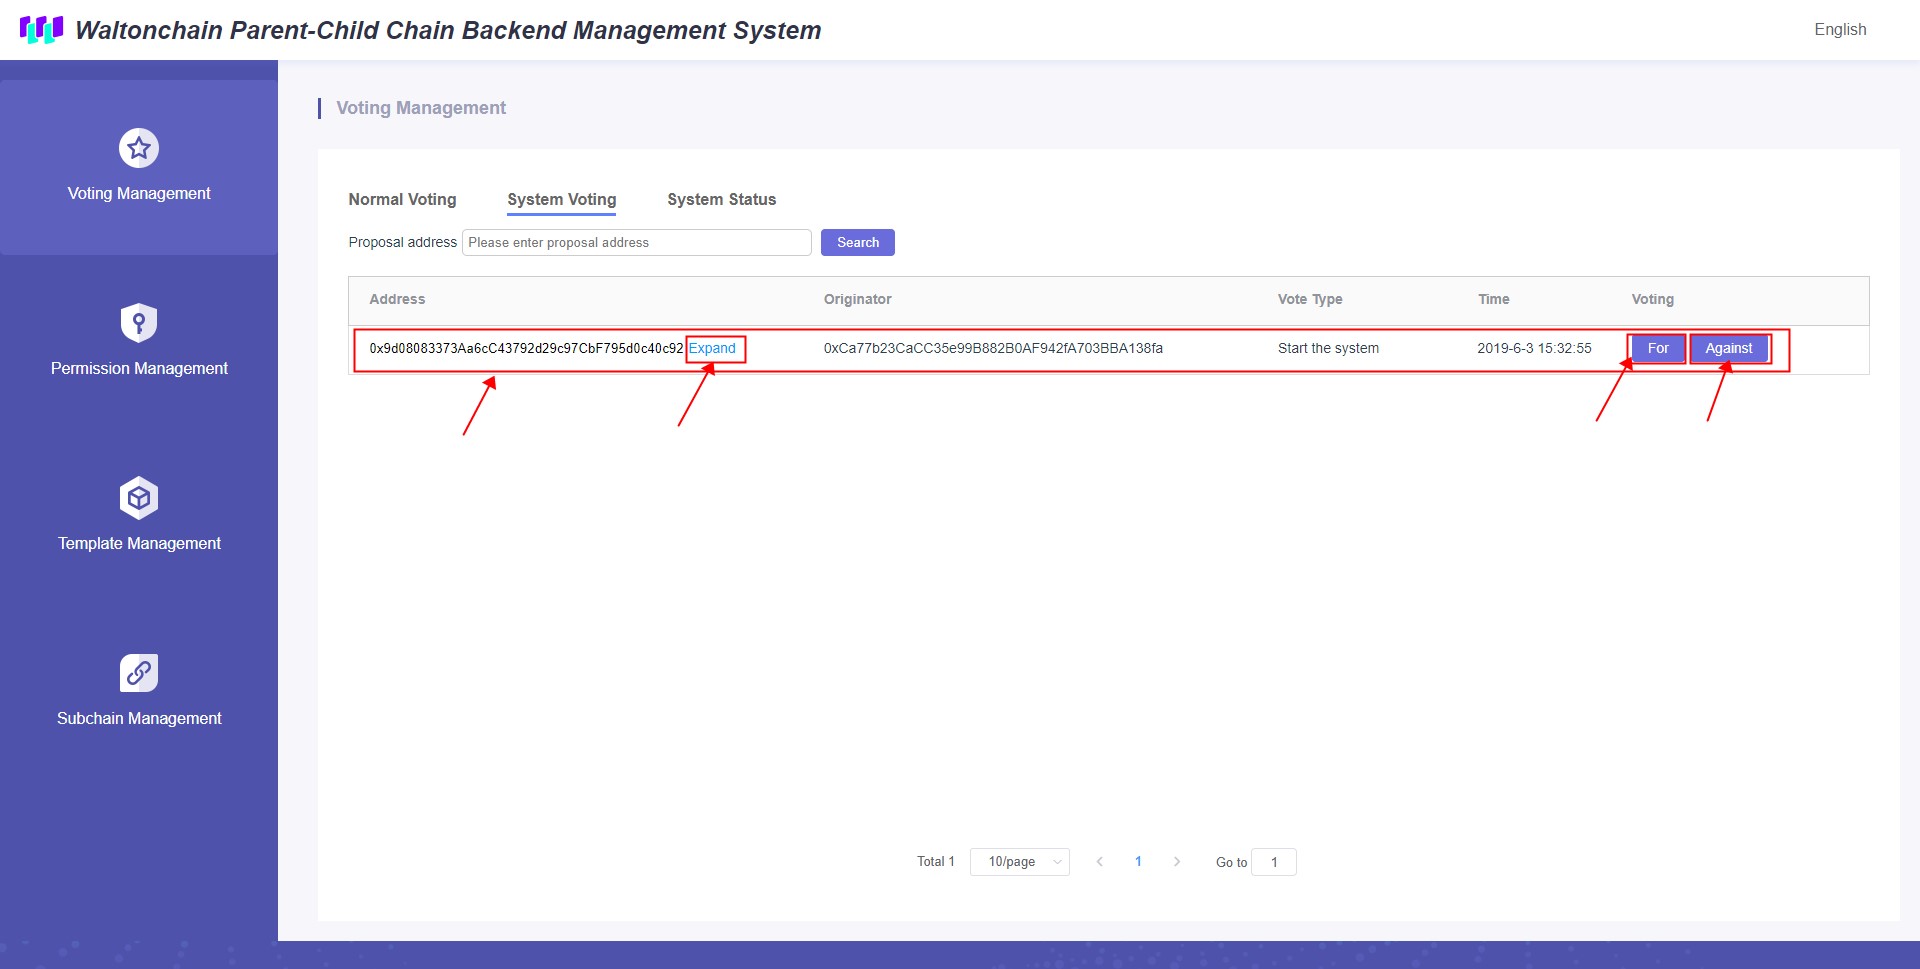 Waltonchain Parent-Child Chain Backend Management System
English
Voting Management
Permission Management
Template Management
Subchain Management
Voting Management
Normal Voting System Voting System Status
Proposal address Please enter proposal address Search
Address Originator Vote Type Time Voting
0x9d08083373Aa6cC43792d29c97CbF795d0c40c92 Expand 0xCa77b23CaCC35e99B882B0AF942fA703BBA138fa Start the system 2019-6-3 15:32:55 For Against
Total 1 10/page 1 Go to 1